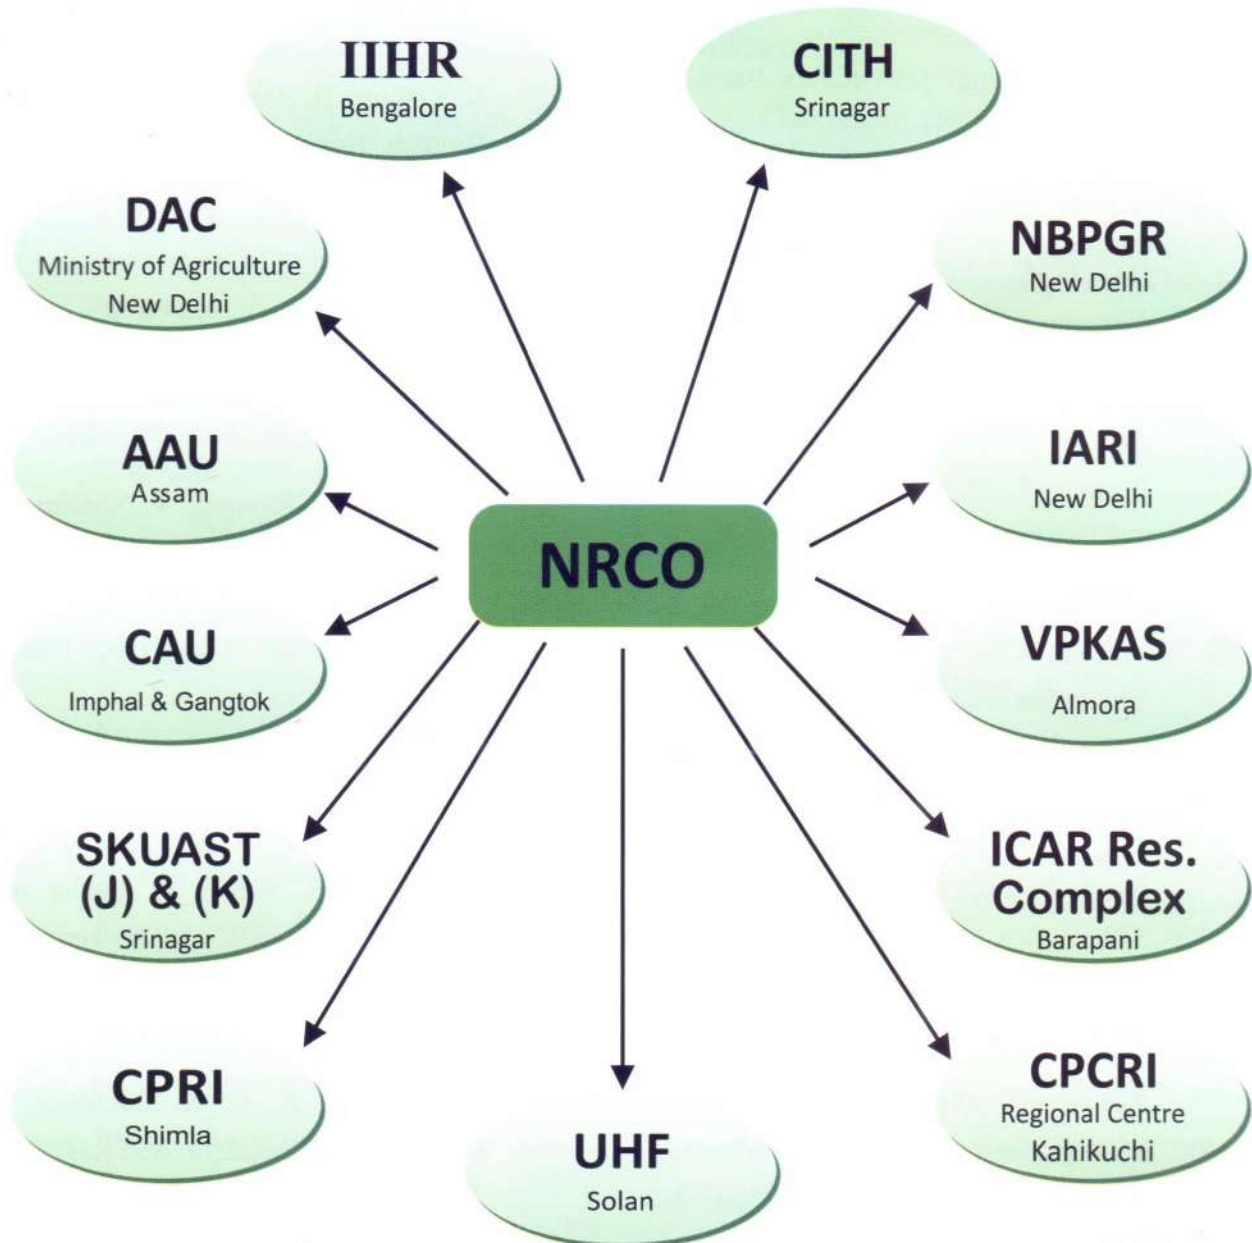 IIHR
Bengalore
CITH
Srinagar
DAC
Ministry of Agriculture
New Delhi
NBPGR
New Delhi
AAU
Assam
IARI
New Delhi
NRCO
CAU
Imphal & Gangtok
VPKAS
Almora
SKUAST
(J) & (K)
Srinagar
ICAR Res.
Complex
Barapani
CPRI
Shimla
CPCRI
Regional Centre
Kahikuchi
UHF
Solan